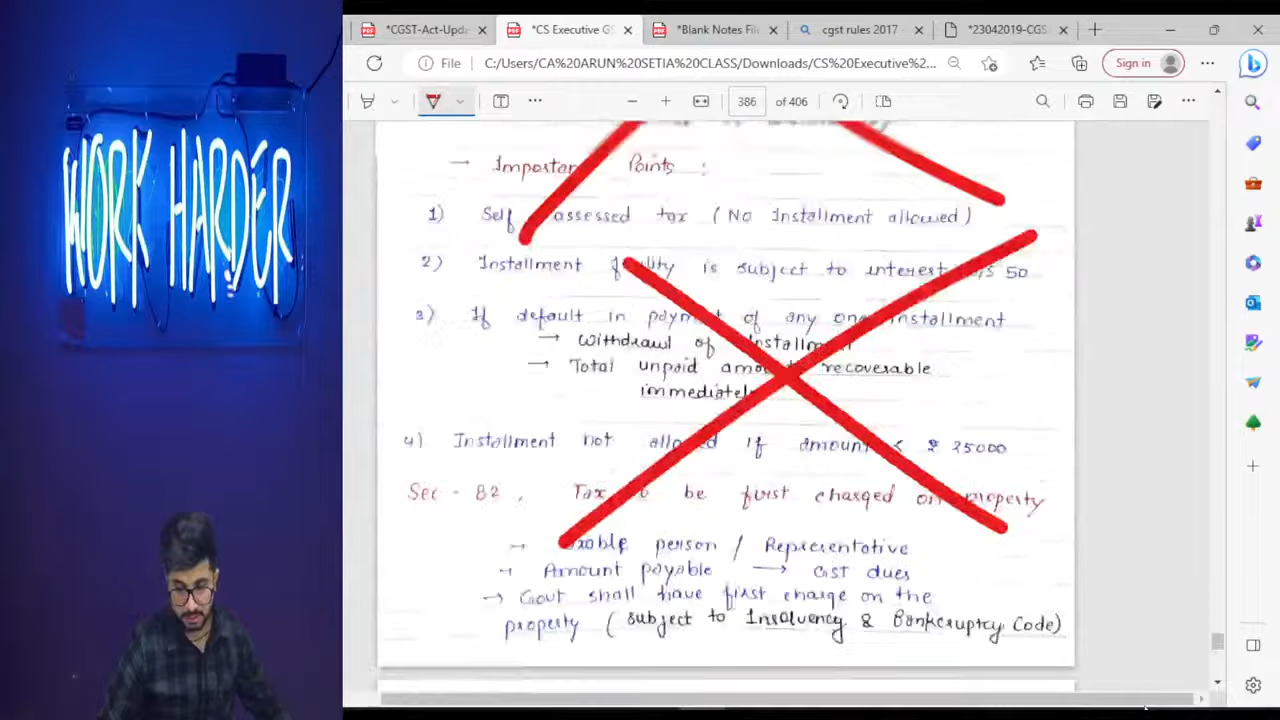 WORK HARDER
*CGST-Act-Upda
*CS Executive G
*Blank Notes Fi
cgst rules 2017
*23042019-CGS
File
C:/Users/CA%20ARUN%20SETIA%20CLASS/Downloads/CS%20Executive%2...
Sign in
386 of 406
→ Important Points :
1) Self assessed tax (No Installment allowed)
2) Installment facility is subject to interest u/s 50
3) If default in payment of any one installment
→ Withdrawl of installment
→ Total unpaid amount recoverable
immediately
4) Installment not allowed if amount < ₹ 25000
Sec - 82, Tax to be first charged on property
→ Taxable person / Representative
→ Amount payable → GST dues
→ Govt shall have first charge on the
property (subject to Insolvency & Bankcruptcy Code)